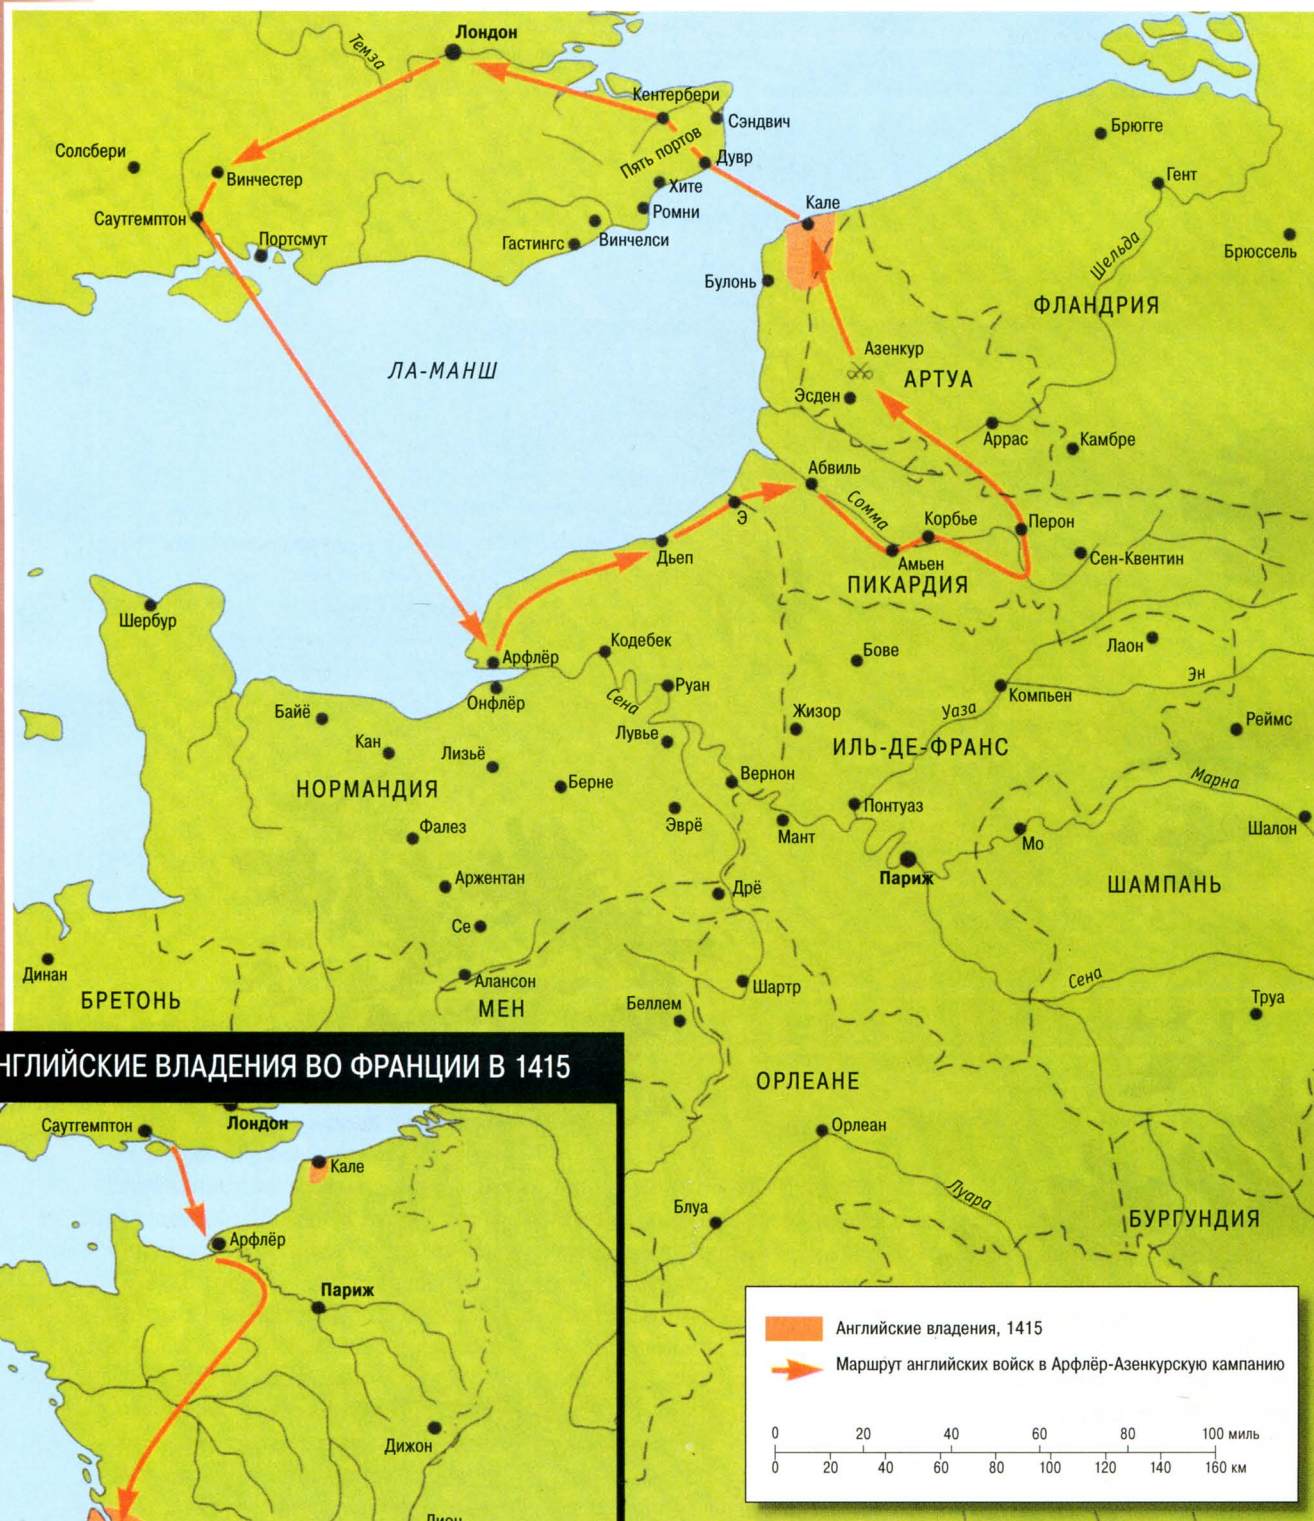 Лондон
Темза
Кентербери
Сэндвич
Солсбери
Винчестер
Пять портов
Дувр
Хите
Ромни
Саутгемптон
Портсмут
Гастингс
Винчелси
Кале
Булонь
Брюгге
Гент
Брюссель
Шельда
ФЛАНДРИЯ
ЛА-МАНШ
Азенкур
АРТУА
Эсден
Аррас
Камбре
Абвиль
Сомма
Э
Корбье
Перон
Дьеп
Амьен
Сен-Квентин
ПИКАРДИЯ
Шербур
Арфлёр
Кодебек
Бове
Лаон
Эн
Онфлёр
Сена
Руан
Компьен
Байё
Кан
Лизьё
Лувье
Жизор
Уаза
Реймс
ИЛЬ-ДЕ-ФРАНС
НОРМАНДИЯ
Берне
Вернон
Марна
Фалез
Эврё
Мант
Понтуаз
Мо
Шалон
Аржентан
Дрё
Париж
ШАМПАНЬ
Се
Динан
Алансон
БРЕТОНЬ
МЕН
Беллем
Шартр
Сена
Труа
ОРЛЕАНЕ
Орлеан
Блуа
Луара
БУРГУНДИЯ
НГЛИЙСКИЕ ВЛАДЕНИЯ ВО ФРАНЦИИ В 1415
Саутгемптон
Лондон
Кале
Арфлёр
Париж
Дижон
Английские владения, 1415
Маршрут английских войск в Арфлёр-Азенкурскую кампанию
0 20 40 60 80 100 миль
0 20 40 60 80 100 120 140 160 км